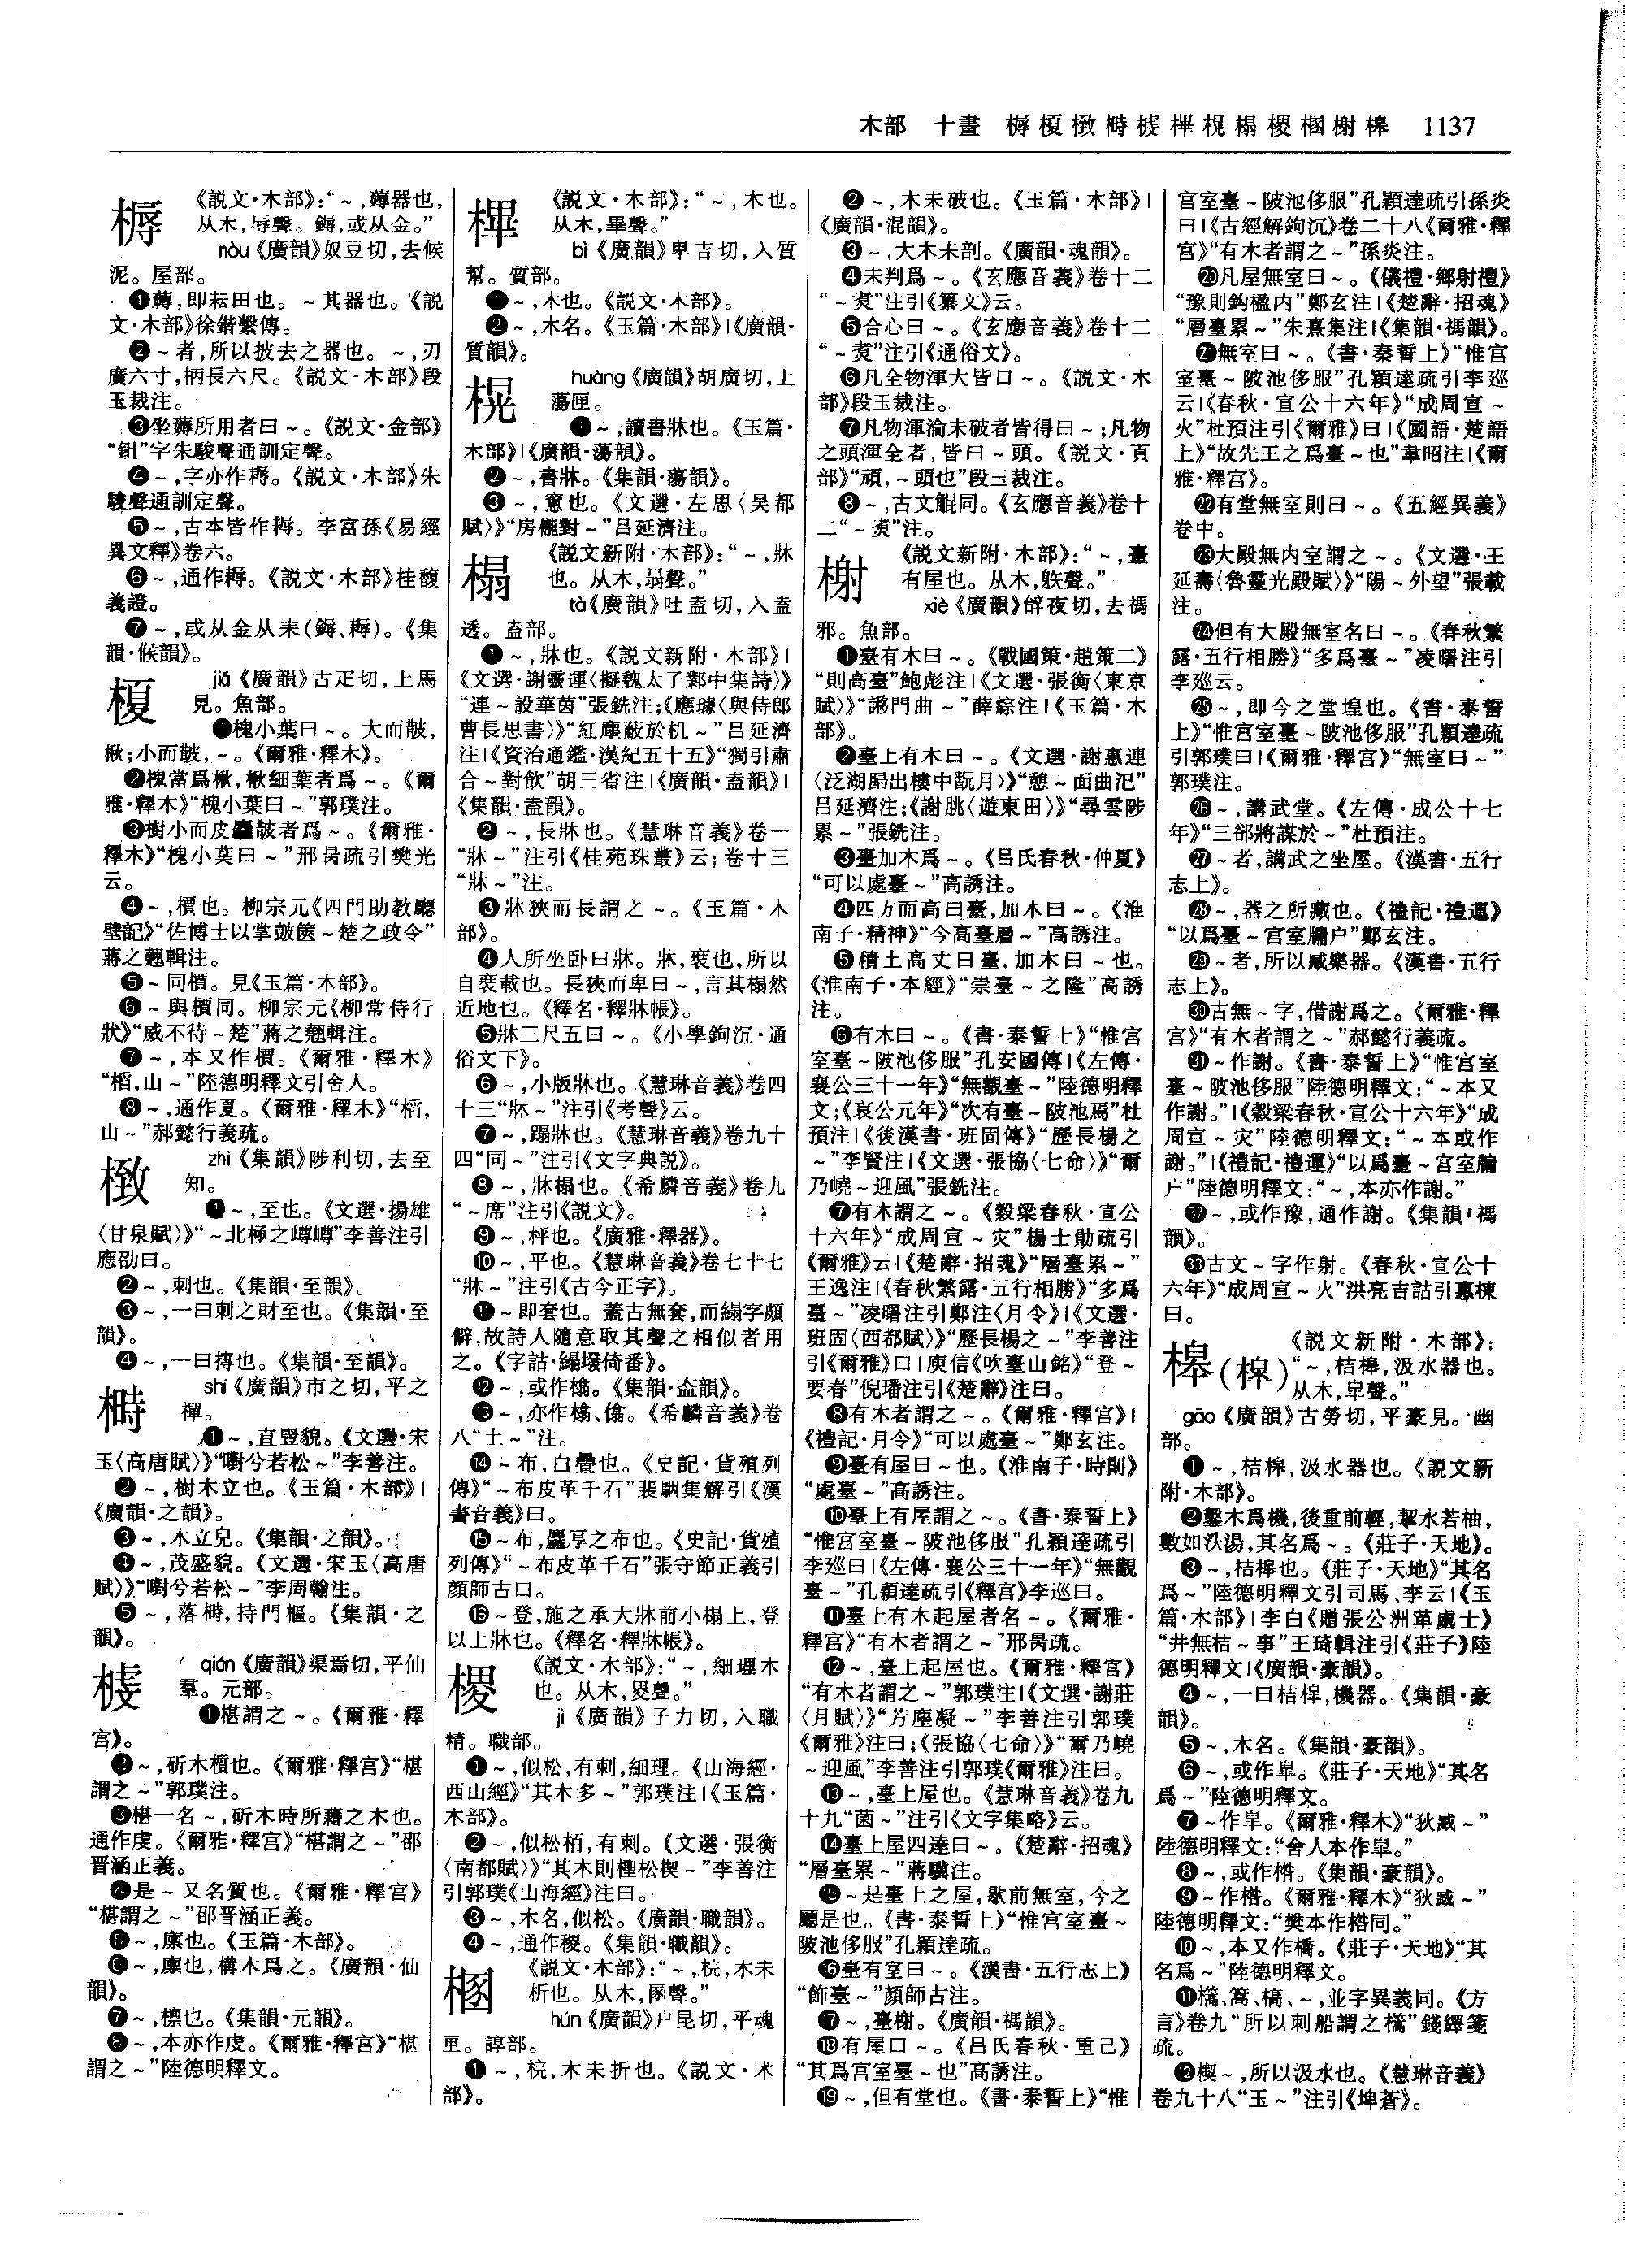 木部 十畫 槈榎檓榯榩樺榥榻㮨梡榭槔 1137
槈
《説文·木部》：“～，薅器也，
从木，辱聲。鎒，或从金。”
nòu《廣韻》奴豆切，去候
泥。屋部。
❶薅，即耘田也。～其器也。《説
文·木部》徐鍇繫傳。
❷～者，所以披去之器也。～，刃
廣六寸，柄長六尺。《説文·木部》段
玉裁注。
❸坐薅所用者曰～。《説文·金部》
“鉏”字朱駿聲通訓定聲。
❹～，字亦作耨。《説文·木部》朱
駿聲通訓定聲。
❺～，古本皆作耨。李富孫《易經
異文釋》卷六。
❻～，通作耨。《説文·木部》桂馥
義證。
❼～，或从金从耒（鎒、耨）。《集
韻·候韻》。
榎
jiǎ《廣韻》古疋切，上馬
見。魚部。
❶槐小葉曰～。大而皵，
楸；小而皵，～。《爾雅·釋木》。
❷槐當爲楸，楸細葉者爲～。《爾
雅·釋木》“槐小葉曰～”郭璞注。
❸樹小而皮麤皵者爲～。《爾雅·
釋木》“槐小葉曰～”邢昺疏引樊光
云。
❹～，檟也。柳宗元《四門助教廳
壁記》“佐博士以掌鼓篋～楚之政令”
蔣之翹輯注。
❺～同檟。見《玉篇·木部》。
❻～與檟同。柳宗元《柳常侍行
狀》“威不待～楚”蔣之翹輯注。
❼～，本又作檟。《爾雅·釋木》
“槄，山～”陸德明釋文引舍人。
❽～，通作夏。《爾雅·釋木》“槄，
山～”郝懿行義疏。
zhì《集韻》陟利切，去至
知。
❶～，至也。《文選·揚雄
〈甘泉賦〉》“～北極之嶟嶟”李善注引
應劭曰。
❷～，刺也。《集韻·至韻》。
❸～，一曰刺之財至也。《集韻·至
韻》。
❹～，一曰摶也。《集韻·至韻》。
榯
shí《廣韻》市之切，平之
禪。
❶～，直豎貌。《文選·宋
玉〈高唐賦〉》“㬣兮若松～”李善注。
❷～，樹木立也。《玉篇·木部》｜
《廣韻·之韻》。
❸～，木立皃。《集韻·之韻》。
❹～，茂盛貌。《文選·宋玉〈高唐
賦〉》“㬣兮若松～”李周翰注。
❺～，落榯，持門樞。《集韻·之
韻》。
榩
qián《廣韻》渠焉切，平仙
羣。元部。
❶椹謂之～。《爾雅·釋
宫》。
❷～，斫木櫍也。《爾雅·釋宫》“椹
謂之～”郭璞注。
❸椹一名～，斫木時所藉之木也。
通作虔。《爾雅·釋宫》“椹謂之～”邵
晋涵正義。
❹是～又名質也。《爾雅·釋宫》
“椹謂之～”邵晋涵正義。
❺～，㯠也。《玉篇·木部》。
❻～，㯠也，構木爲之。《廣韻·仙
韻》。
❼～，標也。《集韻·元韻》。
❽～，本亦作虔。《爾雅·釋宫》“椹
謂之～”陸德明釋文。
樺
《説文·木部》：“～，木也。
从木，畢聲。”
bì《廣韻》卑吉切，入質
幫。質部。
❶～，木也。《説文·木部》。
❷～，木名。《玉篇·木部》｜《廣韻·
質韻》。
榥
huàng《廣韻》胡廣切，上
蕩匣。
❶～，讀書牀也。《玉篇·
木部》｜《廣韻·蕩韻》。
❷～，書牀。《集韻·蕩韻》。
❸～，窻也。《文選·左思〈吴都
賦〉》“房櫳對～”吕延濟注。
榻
《説文新附·木部》：“～，牀
也。从木，𦐇聲。”
tà《廣韻》吐盍切，入盍
透。盍部。
❶～，牀也。《説文新附·木部》｜
《文選·謝靈運〈擬魏太子鄴中集詩〉》
“連～設華茵”張銑注；《應璩〈與侍郎
曹長思書〉》“紅塵蔽於机～”吕延濟
注｜《資治通鑑·漢紀五十五》“獨引肅
合～對飲”胡三省注｜《廣韻·盍韻》｜
《集韻·盍韻》。
❷～，長牀也。《慧琳音義》卷一
“牀～”注引《桂苑珠叢》云；卷十三
“牀～”注。
❸牀狹而長謂之～。《玉篇·木
部》。
❹人所坐卧曰牀。牀，裝也，所以
自裝載也。長狹而卑曰～，言其榻然
近地也。《釋名·釋牀帳》。
❺牀三尺五曰～。《小學鉤沉·通
俗文下》。
❻～，小版牀也。《慧琳音義》卷四
十三“牀～”注引《考聲》云。
❼～，蹋牀也。《慧琳音義》卷九十
四“同～”注引《文字典説》。
❽～，牀榻也。《希麟音義》卷九
“～席”注引《説文》。
❾～，枰也。《廣雅·釋器》。
❿～，平也。《慧琳音義》卷七十七
“牀～”注引《古今正字》。
⓫～即套也。蓋古無套，而緆字頗
僻，故詩人隨意取其聲之相似者用
之。《字詁·緆墢倚番》。
⓬～，或作㯓。《集韻·盍韻》。
⓭～，亦作㯓、傝。《希麟音義》卷
八“土～”注。
⓮～布，白疊也。《史記·貨殖列
傳》“～布皮革千石”裴駰集解引《漢
書音義》曰。
⓯～布，麤厚之布也。《史記·貨殖
列傳》“～布皮革千石”張守節正義引
顏師古曰。
⓰～登，施之承大牀前小榻上，登
以上牀也。《釋名·釋牀帳》。
㮨
《説文·木部》：“～，細理木
也。从木，畟聲。”
jì《廣韻》子力切，入職
精。職部。
❶～，似松，有刺，細理。《山海經·
西山經》“其木多～”郭璞注｜《玉篇·
木部》。
❷～，似松栢，有刺。《文選·張衡
〈南都賦〉》“其木則檉松楔～”李善注
引郭璞《山海經》注曰。
❸～，木名，似松。《廣韻·職韻》。
❹～，通作稷。《集韻·職韻》。
《説文·木部》：“～，梡，木未
析也。从木，圂聲。”
hún《廣韻》户昆切，平魂
匣。諄部。
❶～，梡，木未折也。《説文·木
部》。
❷～，木未破也。《玉篇·木部》｜
《廣韻·混韻》。
❸～，大木未剖。《廣韻·魂韻》。
❹未判爲～。《玄應音義》卷十二
“～煑”注引《纂文》云。
❺合心曰～。《玄應音義》卷十二
“～煑”注引《通俗文》。
❻凡全物渾大皆曰～。《説文·木
部》段玉裁注。
❼凡物渾淪未破者皆得曰～；凡物
之頭渾全者，皆曰～頭。《説文·頁
部》“頑，～頭也”段玉裁注。
❽～，古文䚠同。《玄應音義》卷十
二“～煑”注。
榭
《説文新附·木部》：“～，臺
有屋也。从木，䠶聲。”
xiè《廣韻》辝夜切，去禡
邪。魚部。
❶臺有木曰～。《戰國策·趙策二》
“則高臺”鮑彪注｜《文選·張衡〈東京
賦〉》“謻門曲～”薛綜注｜《玉篇·木
部》。
❷臺上有木曰～。《文選·謝惠連
〈泛湖歸出樓中翫月〉》“憩～面曲汜”
吕延濟注；《謝朓〈遊東田〉》“尋雲陟
累～”張銑注。
❸臺加木爲～。《吕氏春秋·仲夏》
“可以處臺～”高誘注。
❹四方而高曰臺，加木曰～。《淮
南子·精神》“今高臺層～”高誘注。
❺積土高丈曰臺，加木曰～也。
《淮南子·本經》“崇臺～之隆”高誘
注。
❻有木曰～。《書·泰誓上》“惟宫
室臺～陂池侈服”孔安國傳｜《左傳·
襄公三十一年》“無觀臺～”陸德明釋
文；《哀公元年》“次有臺～陂池焉”杜
預注｜《後漢書·班固傳》“歷長楊之
～”李賢注｜《文選·張協〈七命〉》“爾
乃嶢～迎風”張銑注。
❼有木謂之～。《穀梁春秋·宣公
十六年》“成周宣～灾”楊士勛疏引
《爾雅》云｜《楚辭·招魂》“層臺累～”
王逸注｜《春秋繁露·五行相勝》“多爲
臺～”凌曙注引鄭注《月令》｜《文選·
班固〈西都賦〉》“歷長楊之～”李善注
引《爾雅》曰｜庾信《吹臺山銘》“登～
要春”倪璠注引《楚辭》注曰。
❽有木者謂之～。《爾雅·釋宫》｜
《禮記·月令》“可以處臺～”鄭玄注。
❾臺有屋曰～也。《淮南子·時則》
“處臺～”高誘注。
❿臺上有屋謂之～。《書·泰誓上》
“惟宫室臺～陂池侈服”孔穎達疏引
李巡曰｜《左傳·襄公三十一年》“無觀
臺～”孔穎達疏引《釋宫》李巡曰。
⓫臺上有木起屋者名～。《爾雅·
釋宫》“有木者謂之～”邢昺疏。
⓬～，臺上起屋也。《爾雅·釋宫》
“有木者謂之～”郭璞注｜《文選·謝莊
〈月賦〉》“芳塵凝～”李善注引郭璞
《爾雅》注曰；《張協〈七命〉》“爾乃嶢
～迎風”李善注引郭璞《爾雅》注曰。
⓭～，臺上屋也。《慧琳音義》卷九
十九“菌～”注引《文字集略》云。
⓮臺上屋四達曰～。《楚辭·招魂》
“層臺累～”蔣驥注。
⓯～是臺上之屋，歇前無室，今之
廳是也。《書·泰誓上》“惟宫室臺～
陂池侈服”孔穎達疏。
⓰臺有室曰～。《漢書·五行志上》
“飾臺～”顏師古注。
⓱～，臺榭。《廣韻·禡韻》。
⓲有屋曰～。《吕氏春秋·重己》
“其爲宫室臺～也”高誘注。
⓳～，但有堂也。《書·泰誓上》“惟
宫室臺～陂池侈服”孔穎達疏引孫炎
曰｜《古經解鉤沉》卷二十八《爾雅·釋
宫》“有木者謂之～”孫炎注。
⓴凡屋無室曰～。《儀禮·鄉射禮》
“豫則鉤楹内”鄭玄注｜《楚辭·招魂》
“層臺累～”朱熹集注｜《集韻·禡韻》。
㉑無室曰～。《書·泰誓上》“惟宫
室臺～陂池侈服”孔穎達疏引李巡
云｜《春秋·宣公十六年》“成周宣～
火”杜預注引《爾雅》曰｜《國語·楚語
上》“故先王之爲臺～也”韋昭注｜《爾
雅·釋宫》。
㉒有堂無室則曰～。《五經異義》
卷中。
㉓大殿無内室謂之～。《文選·王
延壽〈魯靈光殿賦〉》“陽～外望”張載
注。
㉔但有大殿無室名曰～。《春秋繁
露·五行相勝》“多爲臺～”凌曙注引
李巡云。
㉕～，即今之堂堭也。《書·泰誓
上》“惟宫室臺～陂池侈服”孔穎達疏
引郭璞曰｜《爾雅·釋宫》“無室曰～”
郭璞注。
㉖～，講武堂。《左傳·成公十七
年》“三郤將謀於～”杜預注。
㉗～者，講武之坐屋。《漢書·五行
志上》。
㉘～，器之所藏也。《禮記·禮運》
“以爲臺～宫室牖户”鄭玄注。
㉙～者，所以臧樂器。《漢書·五行
志上》。
㉚古無～字，借謝爲之。《爾雅·釋
宫》“有木者謂之～”郝懿行義疏。
㉛～作謝。《書·泰誓上》“惟宫室
臺～陂池侈服”陸德明釋文：“～本又
作謝。”｜《穀梁春秋·宣公十六年》“成
周宣～灾”陸德明釋文：“～本或作
謝。”｜《禮記·禮運》“以爲臺～宫室牖
户”陸德明釋文：“～，本亦作謝。”
㉜～，或作豫，通作謝。《集韻·禡
韻》。
㉝古文～字作射。《春秋·宣公十
六年》“成周宣～火”洪亮吉詁引惠棟
曰。
槔（槹）
《説文新附·木部》：
“～，桔槔，汲水器也。
从木，皐聲。”
gāo《廣韻》古勞切，平豪見。幽
部。
❶～，桔槔，汲水器也。《説文新
附·木部》。
❷鑿木爲機，後重前輕，挈水若抽，
數如泆湯，其名爲～。《莊子·天地》。
❸～，桔槔也。《莊子·天地》“其名
爲～”陸德明釋文引司馬、李云｜《玉
篇·木部》｜李白《贈張公洲革處士》
“井無桔～事”王琦輯注引《莊子》陸
德明釋文｜《廣韻·豪韻》。
❹～，一曰桔槔，機器。《集韻·豪
韻》。
❺～，木名。《集韻·豪韻》。
❻～，或作皐。《莊子·天地》“其名
爲～”陸德明釋文。
❼～作皐。《爾雅·釋木》“狄臧～”
陸德明釋文：“舍人本作皐。”
❽～，或作橰。《集韻·豪韻》。
❾～作榙。《爾雅·釋木》“狄臧～”
陸德明釋文：“樊本作榙同。”
❿～，本又作橋。《莊子·天地》“其
名爲～”陸德明釋文。
⓫㰏、篙、槁、～，並字異義同。《方
言》卷九“所以刺船謂之㰏”錢繹箋
疏。
⓬楔～，所以汲水也。《慧琳音義》
卷九十八“玉～”注引《埤蒼》。